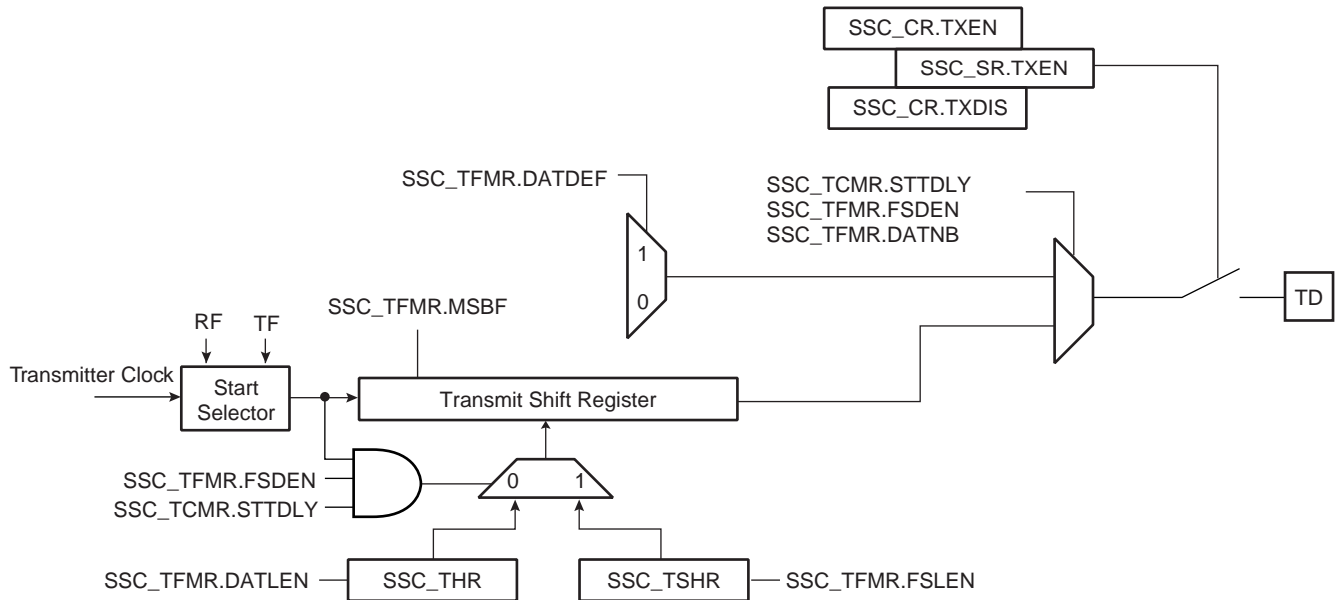 SSC_CR.TXEN
SSC_SR.TXEN
SSC_CR.TXDIS
SSC_TFMR.DATDEF
SSC_TCMR.STTDLY
SSC_TFMR.FSDEN
SSC_TFMR.DATNB
1
0
TD
SSC_TFMR.MSBF
RF
TF
Transmitter Clock
Start
Selector
Transmit Shift Register
SSC_TFMR.FSDEN
SSC_TCMR.STTDLY
0
1
SSC_TFMR.DATLEN
SSC_THR
SSC_TSHR
SSC_TFMR.FSLEN